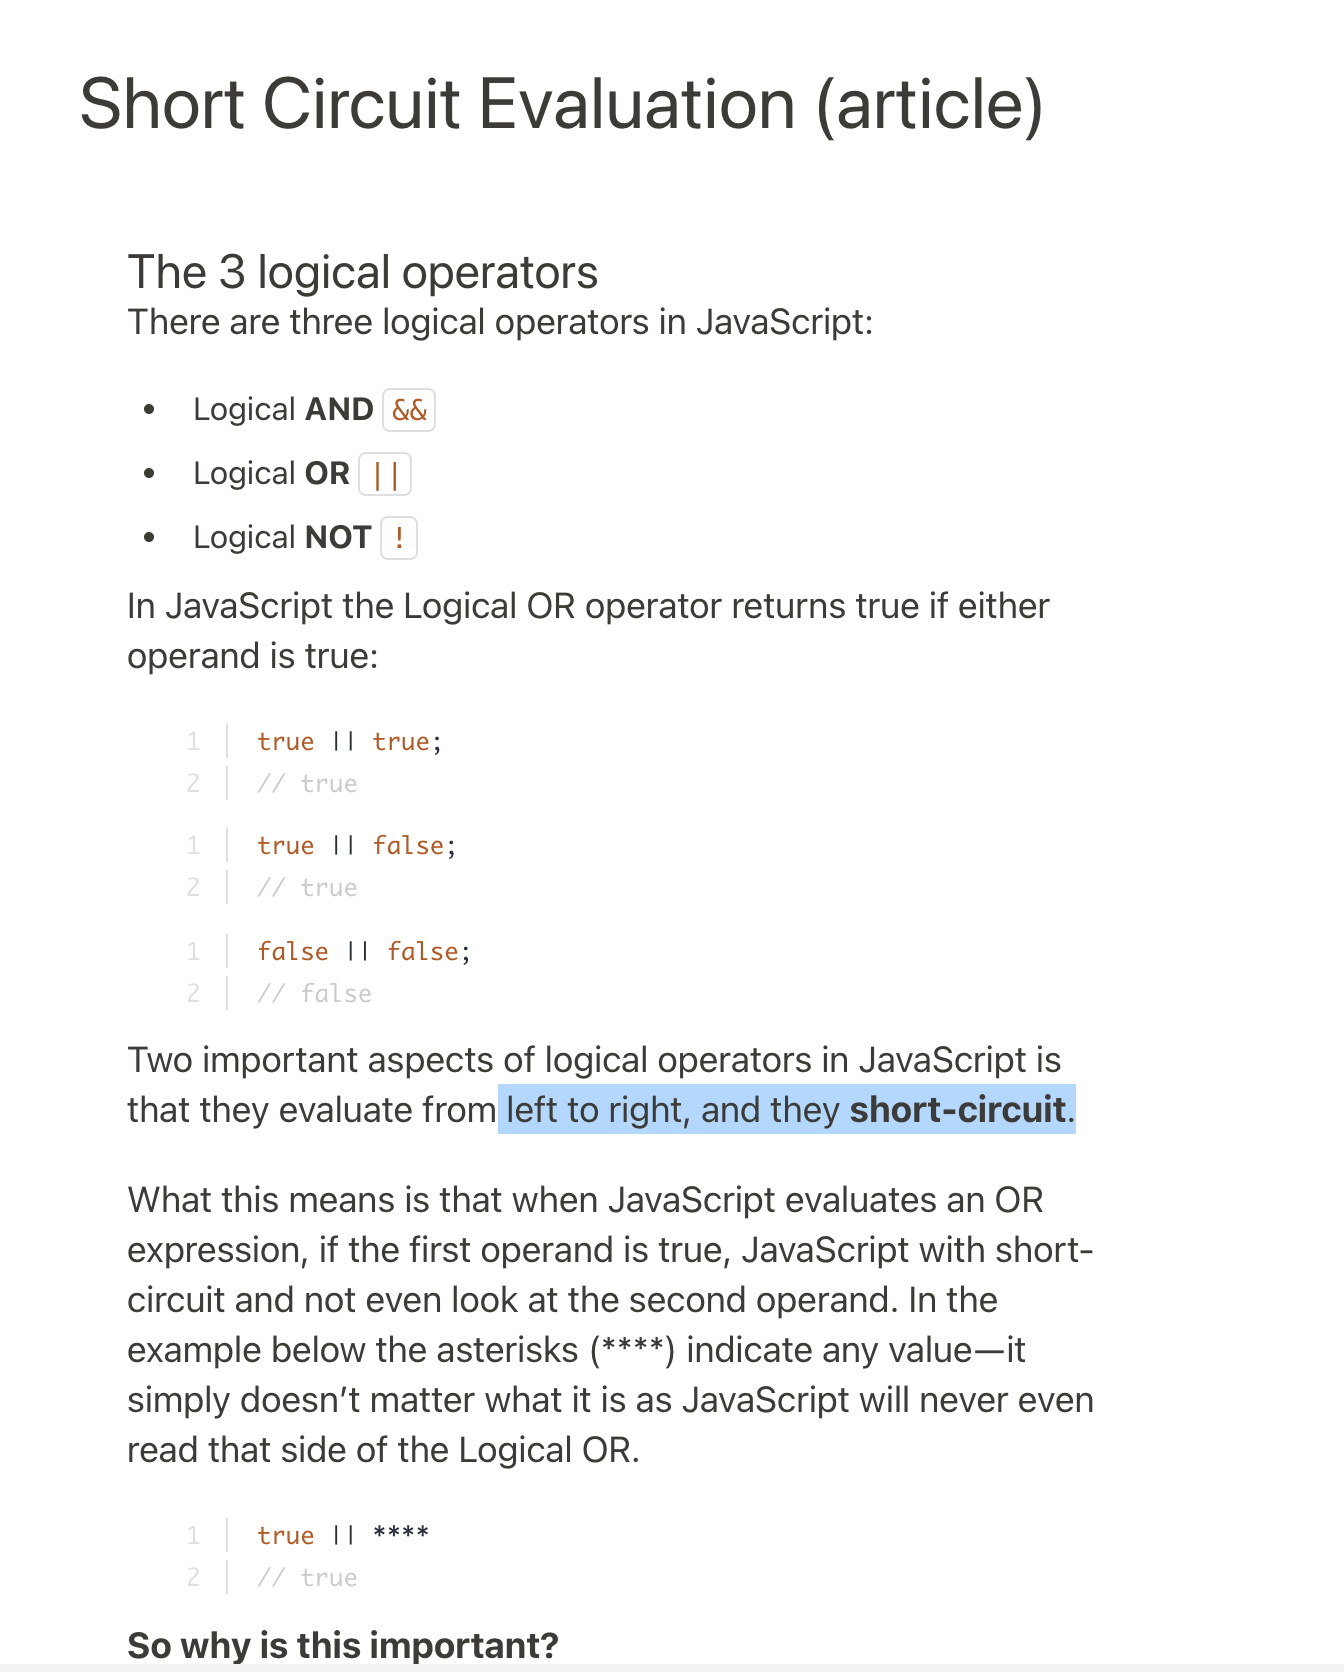 Short Circuit Evaluation (article)
The 3 logical operators
There are three logical operators in JavaScript:
• Logical AND &&
• Logical OR ||
• Logical NOT !
In JavaScript the Logical OR operator returns true if either
operand is true:
1 true || true;
2 // true
1 true || false;
2 // true
1 false || false;
2 // false
Two important aspects of logical operators in JavaScript is
that they evaluate from left to right, and they short-circuit.
What this means is that when JavaScript evaluates an OR
expression, if the first operand is true, JavaScript with short-
circuit and not even look at the second operand. In the
example below the asterisks (****) indicate any value—it
simply doesn’t matter what it is as JavaScript will never even
read that side of the Logical OR.
1 true || ****
2 // true
So why is this important?